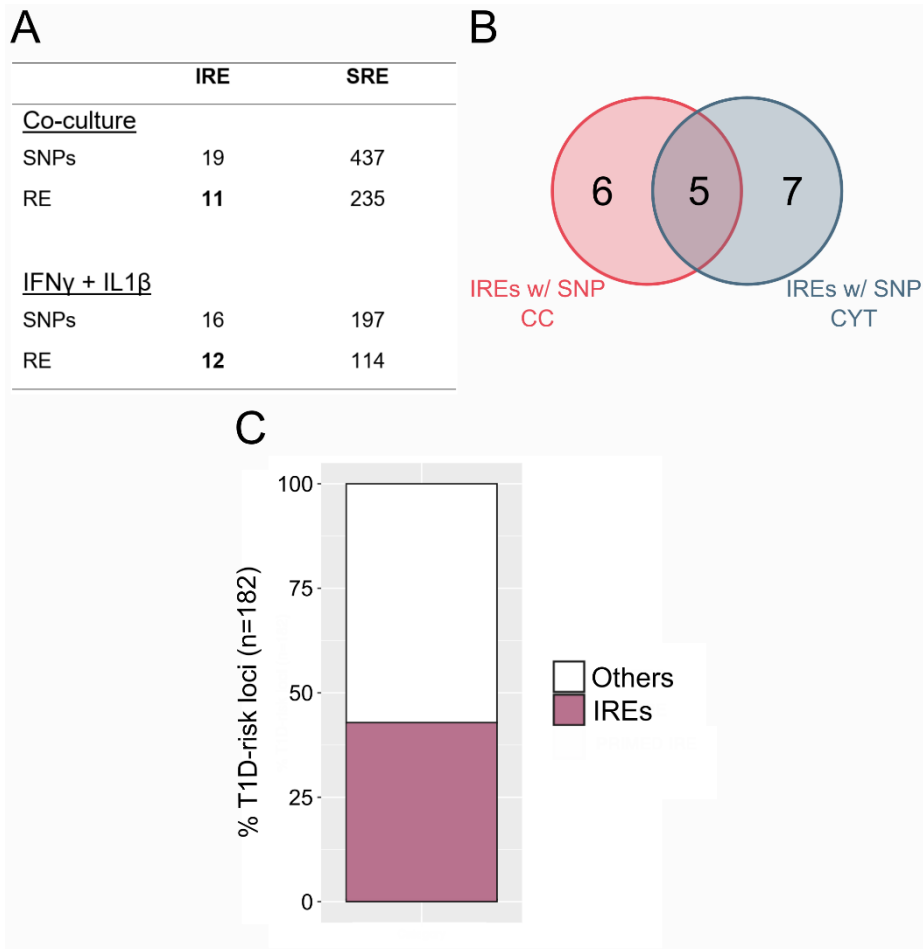 A
IRE SRE
Co-culture
SNPs 19 437
RE 11 235
IFNγ + IL1β
SNPs 16 197
RE 12 114
B
6 5 7
IREs w/ SNP
CC
IREs w/ SNP
CYT
C
% T1D-risk loci (n=182)
100
75
50
25
0
Others
IREs